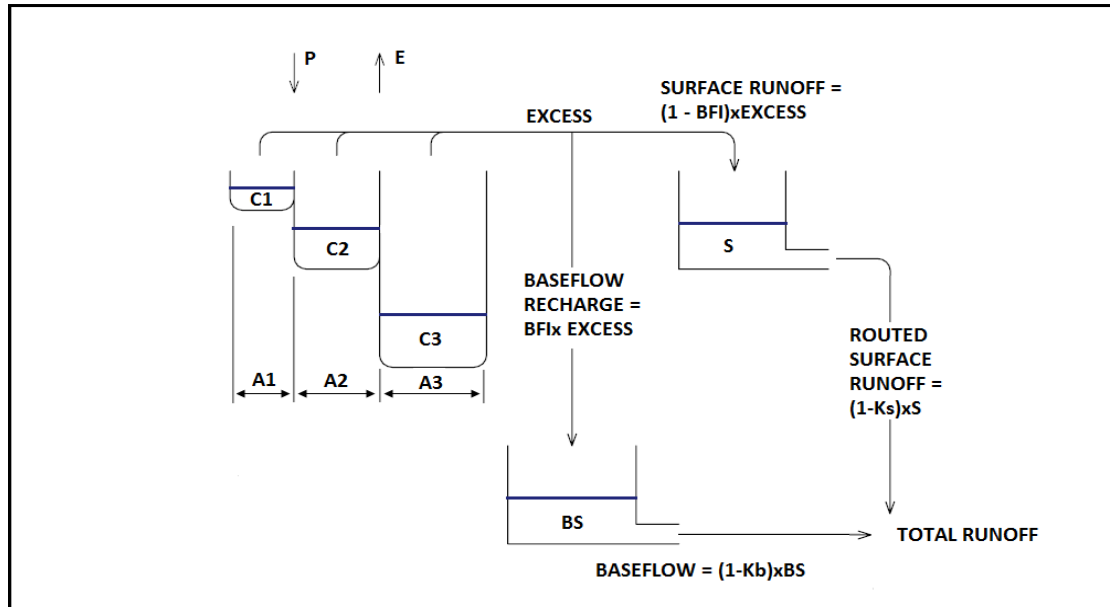 P
E
SURFACE RUNOFF =
(1 - BFI)xEXCESS
EXCESS
C1
C2
C3
S
BASEFLOW
RECHARGE =
BFIx EXCESS
A1
A2
A3
ROUTED
SURFACE
RUNOFF =
(1-Ks)xS
BS
TOTAL RUNOFF
BASEFLOW = (1-Kb)xBS